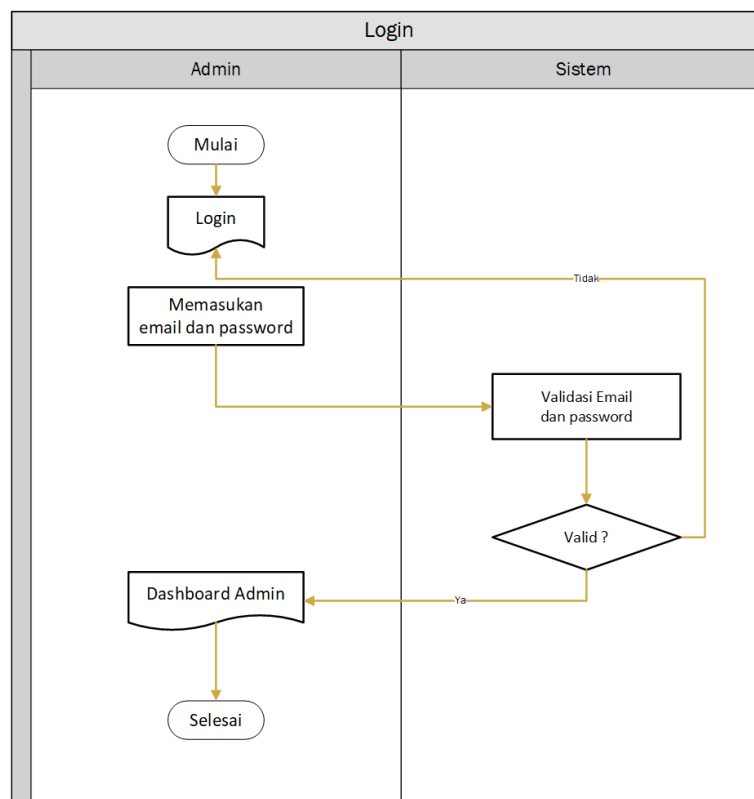 Login
Admin
Sistem
Mulai
Login
Tidak
Memasukan
email dan password
Validasi Email
dan password
Valid ?
Dashboard Admin
Ya
Selesai